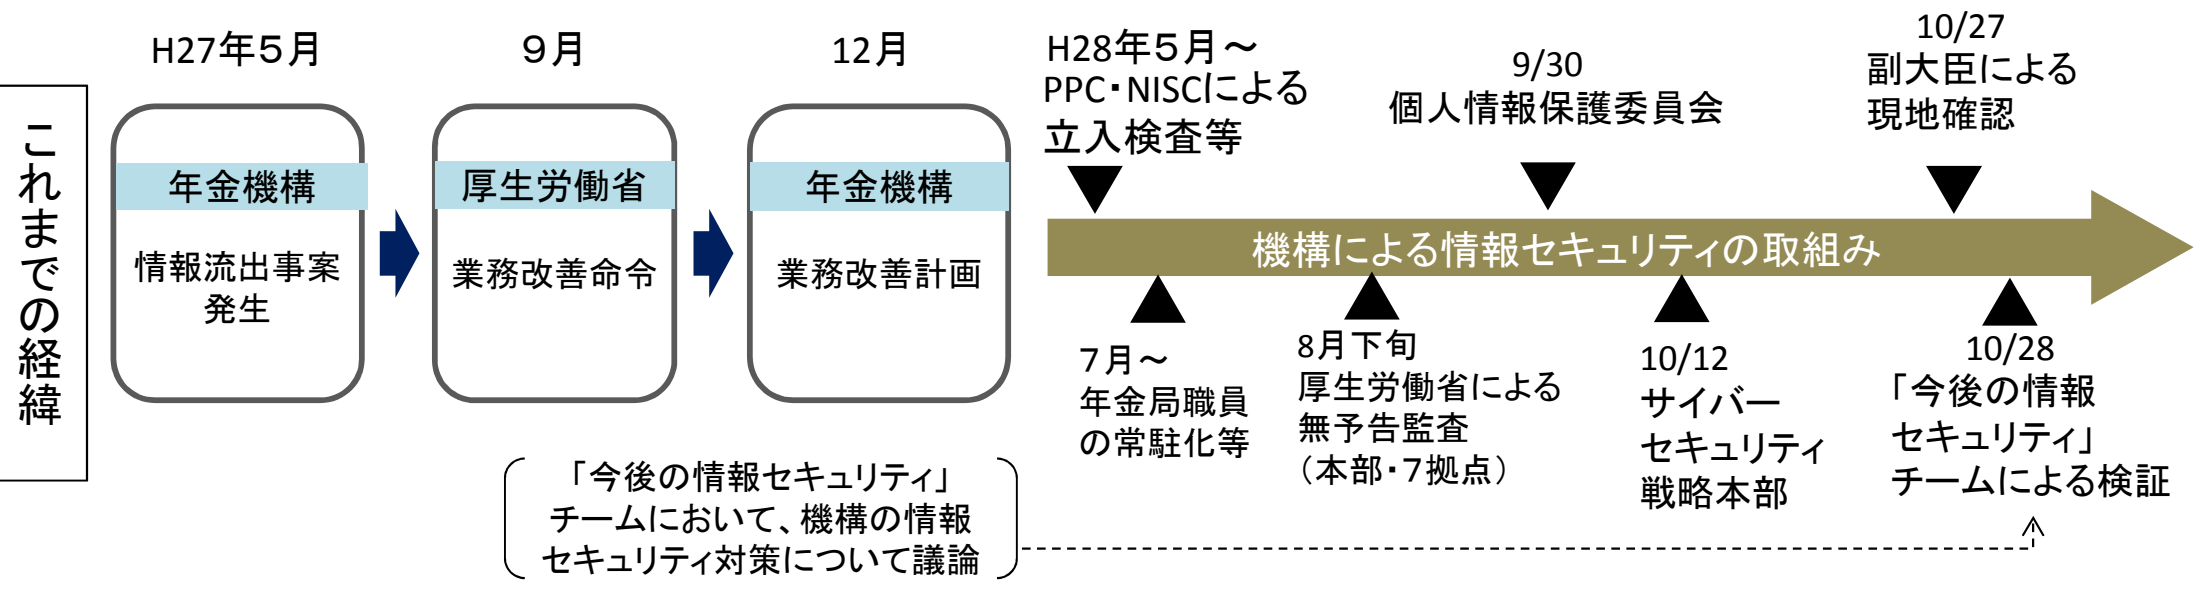 これまでの経緯
H27年5月
年金機構
情報流出事案
発生
9月
厚生労働省
業務改善命令
12月
年金機構
業務改善計画
「今後の情報セキュリティ」
チームにおいて、機構の情報
セキュリティ対策について議論
H28年5月～
PPC・NISCによる
立入検査等
9/30
個人情報保護委員会
10/27
副大臣による
現地確認
機構による情報セキュリティの取組み
7月～
年金局職員
の常駐化等
8月下旬
厚生労働省による
無予告監査
（本部・7拠点）
10/12
サイバー
セキュリティ
戦略本部
10/28
「今後の情報
セキュリティ」
チームによる検証